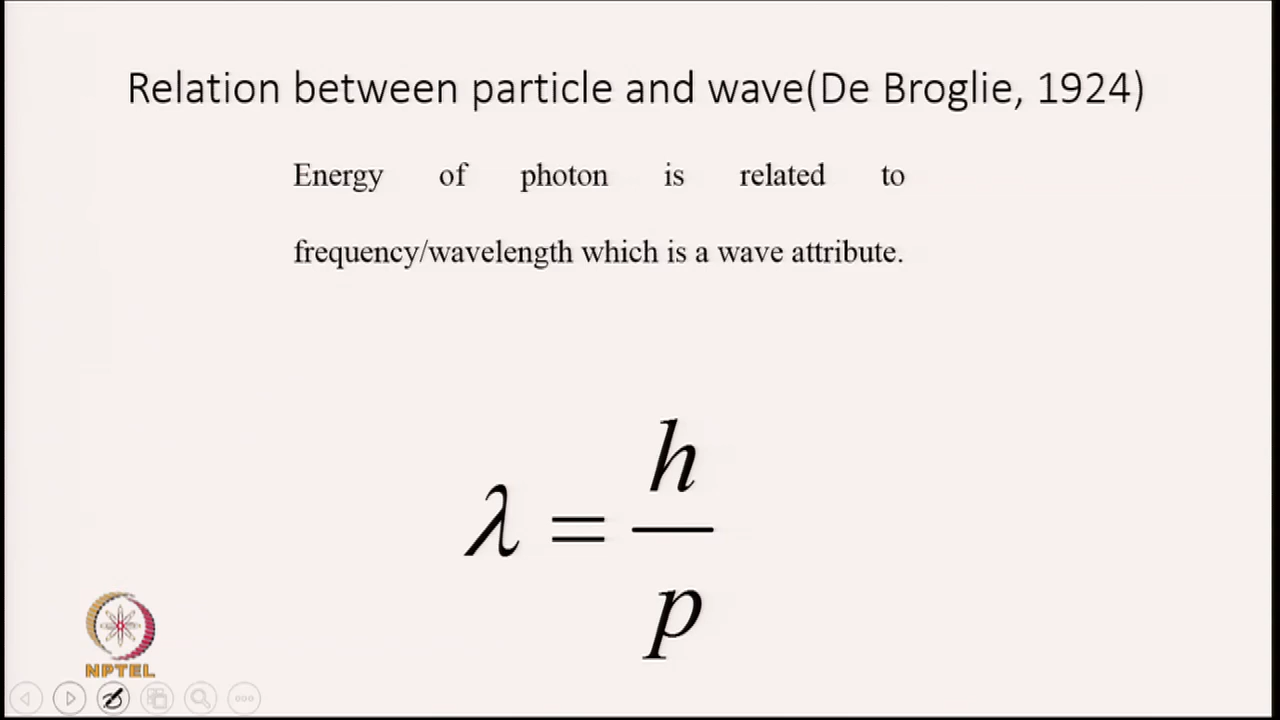 Relation between particle and wave(De Broglie, 1924)
Energy of photon is related to
frequency/wavelength which is a wave attribute.
λ = h/p
NPTEL